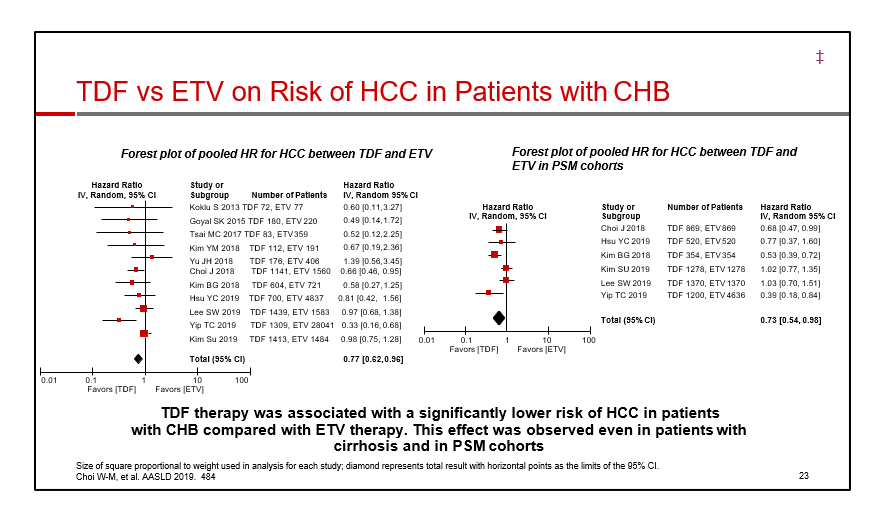 ‡
TDF vs ETV on Risk of HCC in Patients with CHB
Forest plot of pooled HR for HCC between TDF and ETV
Hazard Ratio
IV, Random, 95% CI
Study or
Subgroup
Number of Patients
Hazard Ratio
IV, Random, 95% CI
Koklu S 2013 TDF 72, ETV 77 0.60 [0.11,3.27]
Goyal SK 2015 TDF 180, ETV 220 0.49 [0.14,1.72]
Tsai MC 2017 TDF 83, ETV359 0.52 [0.12,2.25]
Kim YM 2018 TDF 112, ETV 191 0.67 [0.19,2.36]
Yu JH 2018 TDF 176, ETV 406 1.39 [0.56,3.45]
Choi J 2018 TDF 1141, ETV 1560 0.66 [0.46, 0.95]
Kim BG 2018 TDF 604, ETV 721 0.58 [0.27, 1.25]
Hsu YC 2019 TDF 700, ETV 4837 0.81 [0.42, 1.56]
Lee SW 2019 TDF 1439, ETV 1583 0.97 [0.68, 1.38]
Yip TC 2019 TDF 1309, ETV 28041 0.33 [0.16, 0.68]
Kim Su 2019 TDF 1413, ETV 1484 0.98 [0.75, 1.28]
Total (95% CI) 0.77 [0.62,0.96]
0.01 0.1 1 10 100
Favors [TDF] Favors [ETV]
Forest plot of pooled HR for HCC between TDF and
ETV in PSM cohorts
Hazard Ratio
IV, Random, 95% CI
Study or
Subgroup
Number of Patients
Hazard Ratio
IV, Random, 95% CI
Choi J 2018 TDF 869, ETV 869 0.68 [0.47, 0.99]
Hsu YC 2019 TDF 520, ETV 520 0.77 [0.37, 1.60]
Kim BG 2018 TDF 354, ETV 354 0.53 [0.39, 0.72]
Kim SU 2019 TDF 1278, ETV 1278 1.02 [0.77, 1.35]
Lee SW 2019 TDF 1370, ETV 1370 1.03 [0.70, 1.51]
Yip TC 2019 TDF 1200, ETV 4636 0.39 [0.18, 0.84]
Total (95% CI) 0.73 [0.54, 0.98]
0.01 0.1 1 10 100
Favors [TDF] Favors [ETV]
TDF therapy was associated with a significantly lower risk of HCC in patients
with CHB compared with ETV therapy. This effect was observed even in patients with
cirrhosis and in PSM cohorts
Size of square proportional to weight used in analysis for each study; diamond represents total result with horizontal points as the limits of the 95% CI.
Choi W-M, et al. AASLD 2019. 484
23